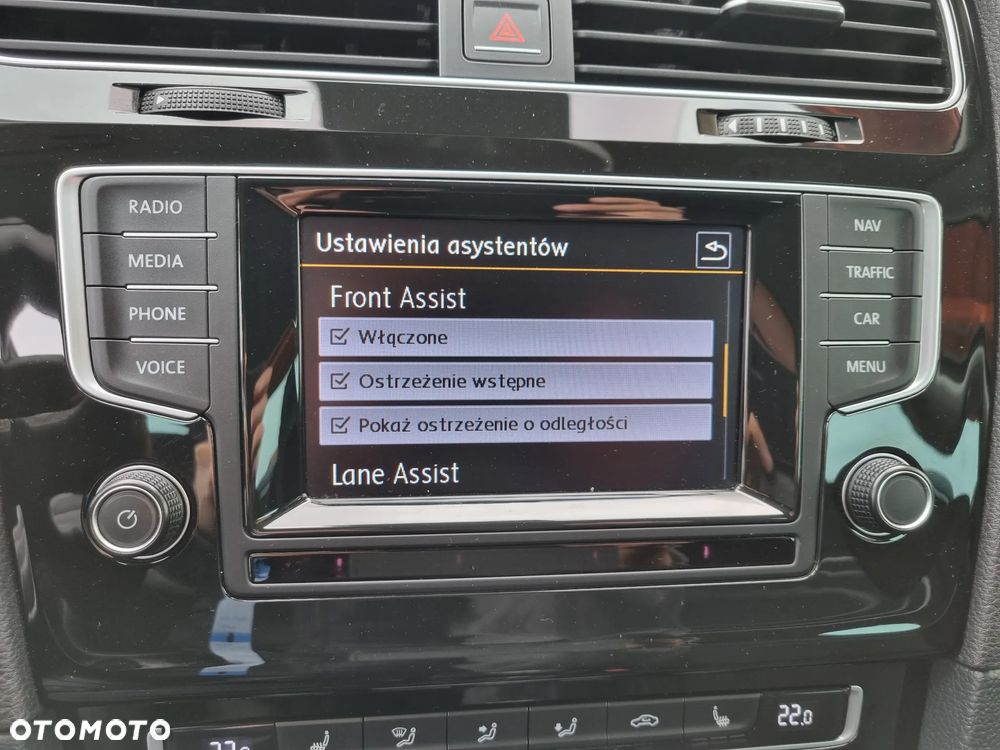 RADIO
MEDIA
PHONE
VOICE
Ustawienia asystentów
Front Assist
Włączone
Ostrzeżenie wstępne
Pokaż ostrzeżenie o odległości
Lane Assist
NAV
TRAFFIC
CAR
MENU
22.0
OTOMOTO